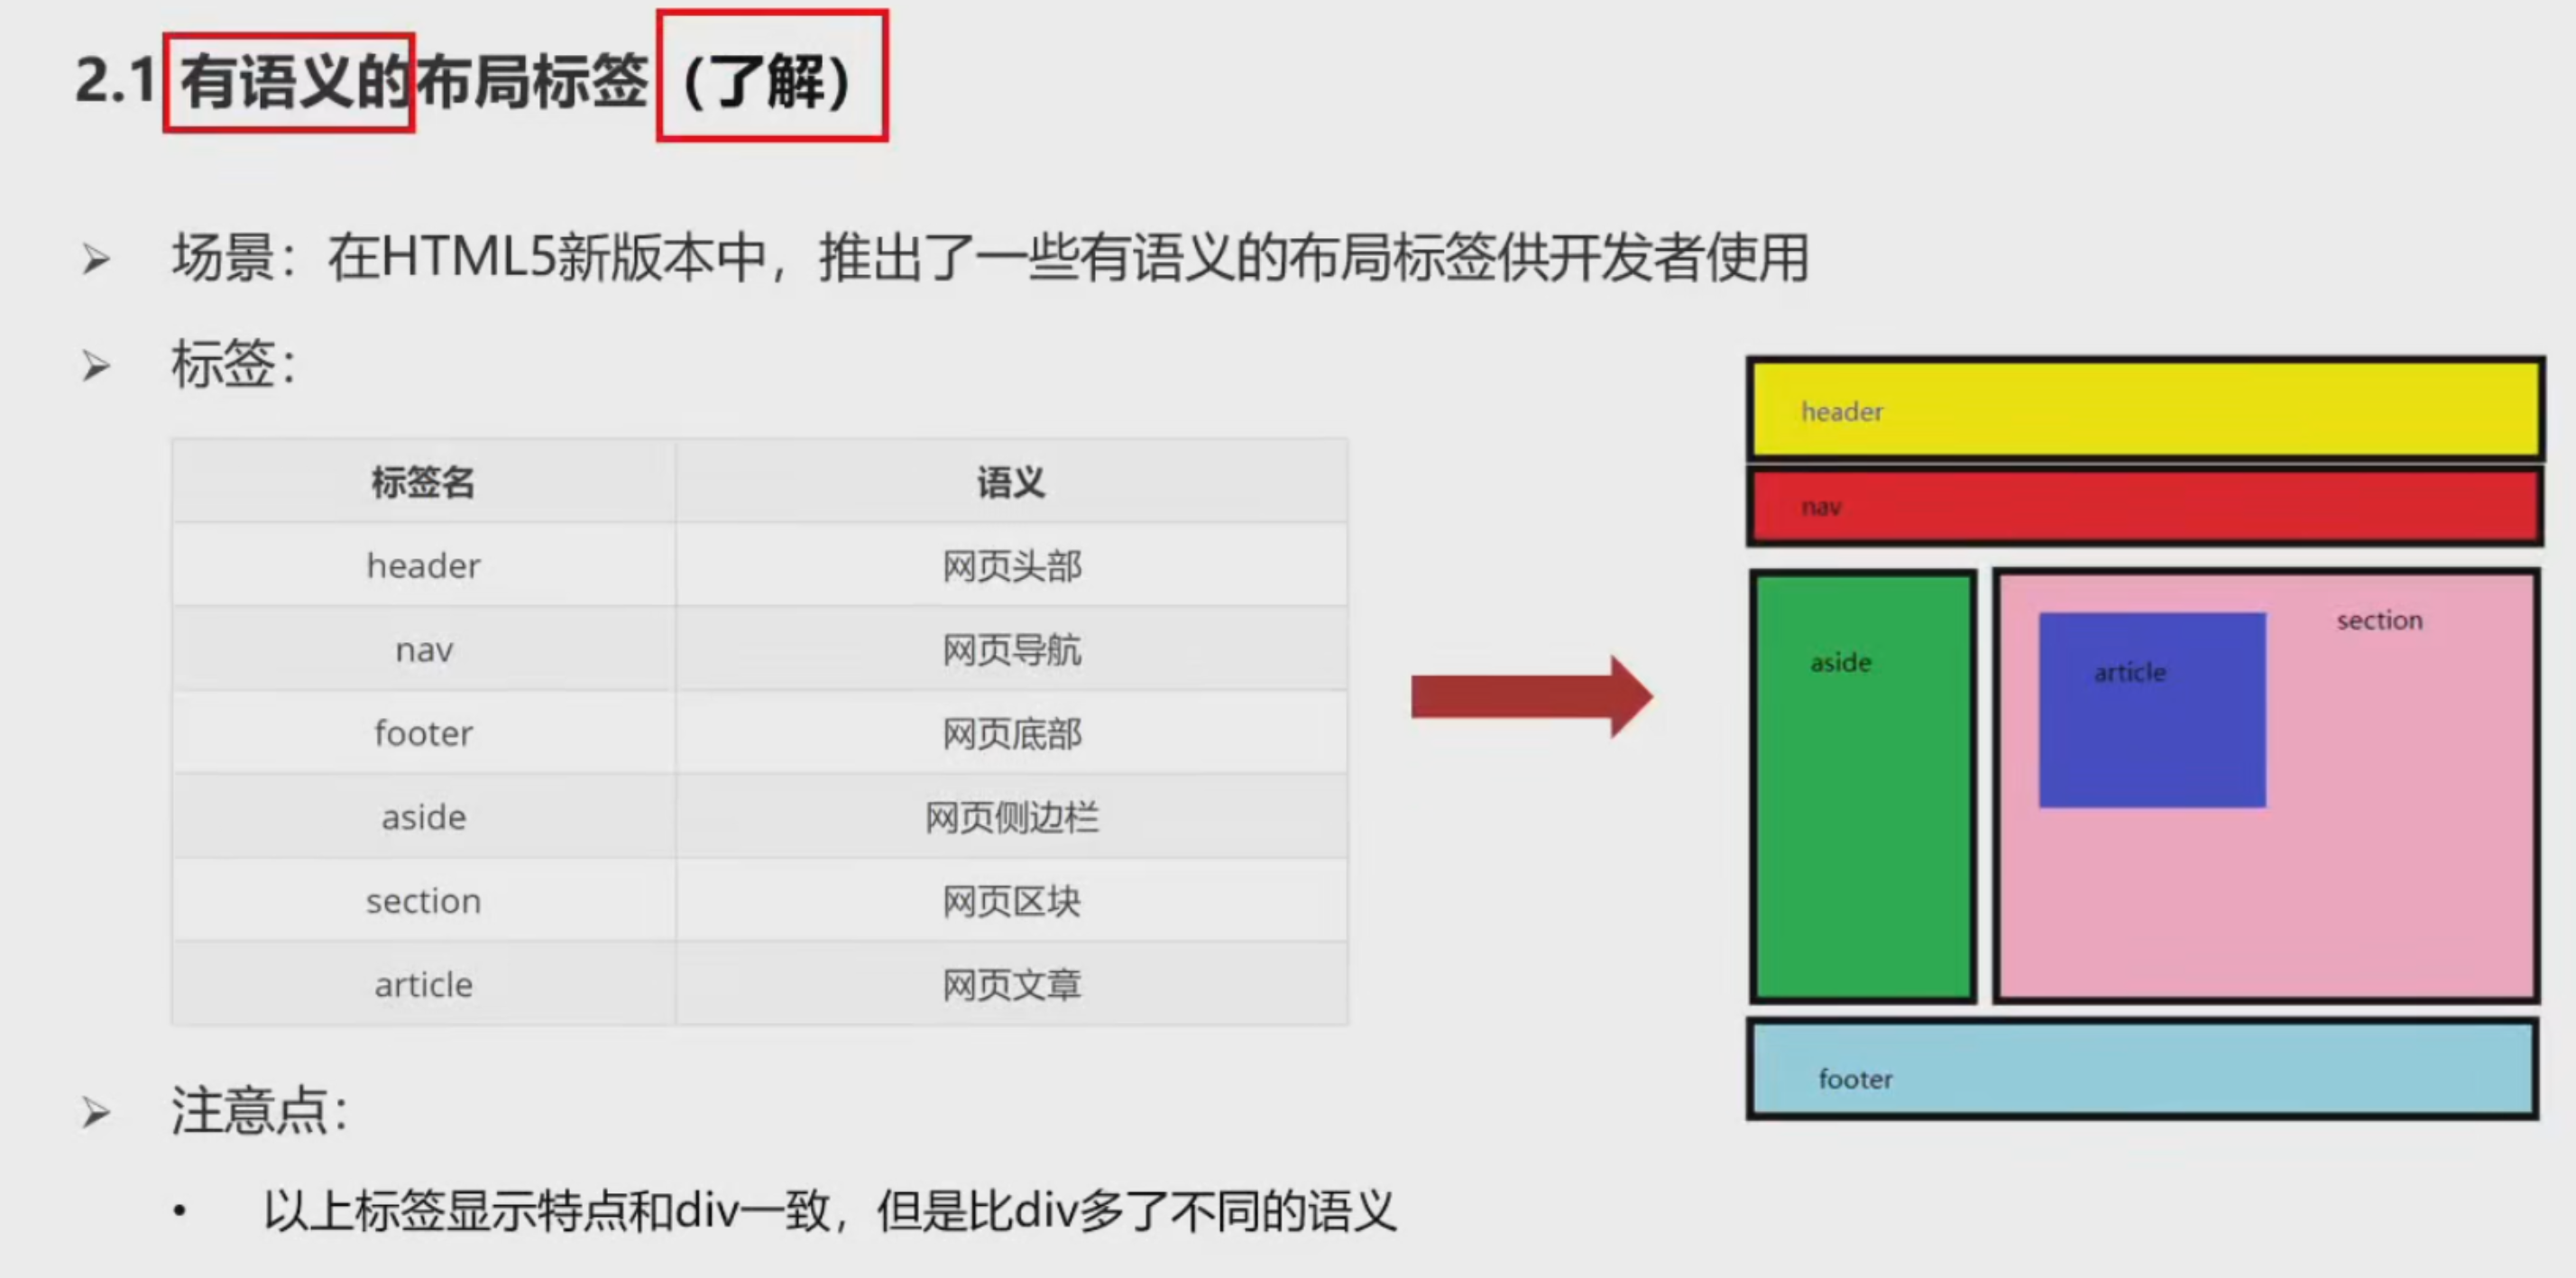 2.1 有语义的布局标签（了解）
场景：在HTML5新版本中，推出了一些有语义的布局标签供开发者使用
标签：
标签名 语义
header 网页头部
nav 网页导航
footer 网页底部
aside 网页侧边栏
section 网页区块
article 网页文章
header
nav
aside
section
article
footer
注意点：
以上标签显示特点和div一致，但是比div多了不同的语义